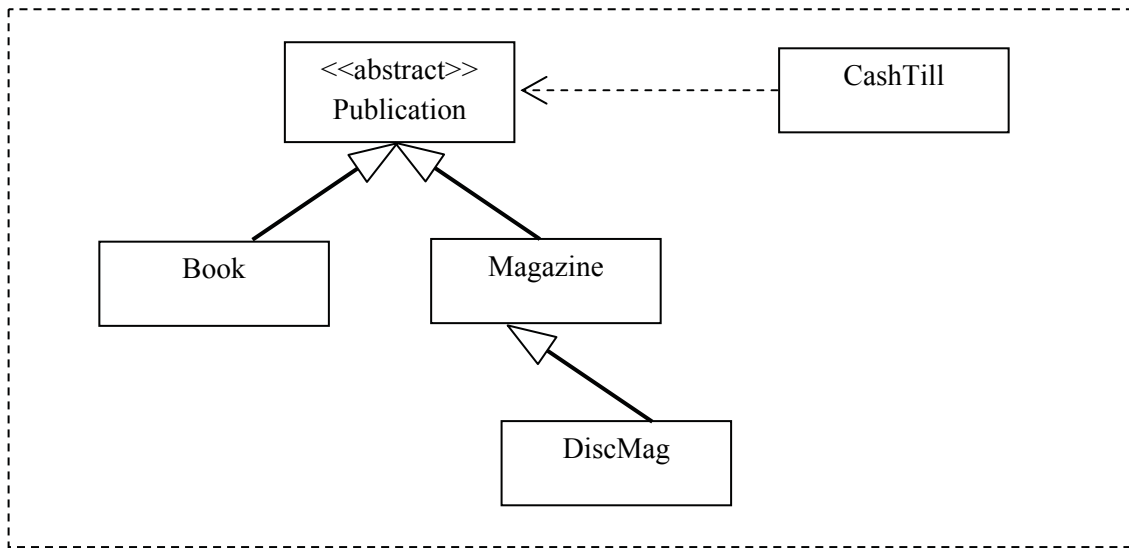 <<abstract>>
Publication
CashTill
Book
Magazine
DiscMag